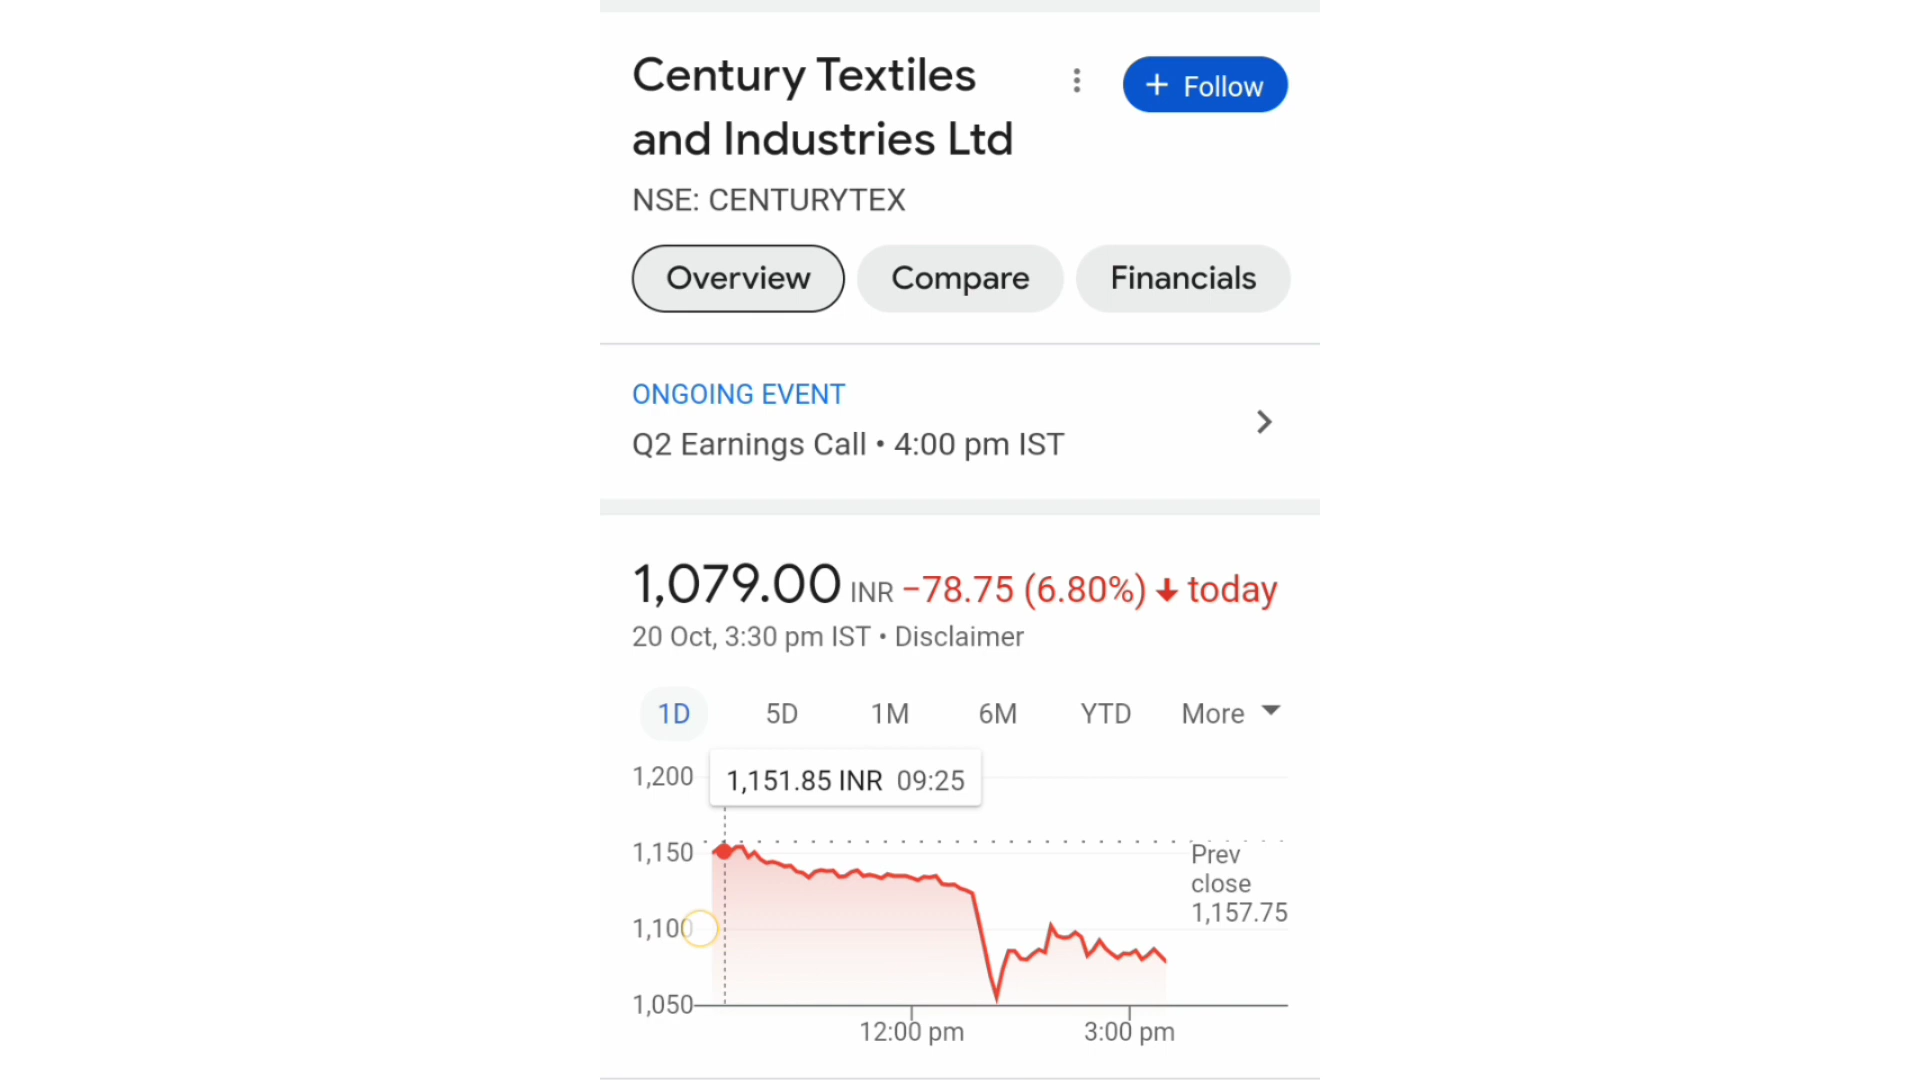 Century Textiles
and Industries Ltd
+ Follow
NSE: CENTURYTEX
Overview
Compare
Financials
ONGOING EVENT
Q2 Earnings Call • 4:00 pm IST
1,079.00 INR −78.75 (6.80%) ↓ today
20 Oct, 3:30 pm IST • Disclaimer
1D 5D 1M 6M YTD More
1,151.85 INR 09:25
1,200
1,150
1,100
1,050
Prev
close
1,157.75
12:00 pm
3:00 pm